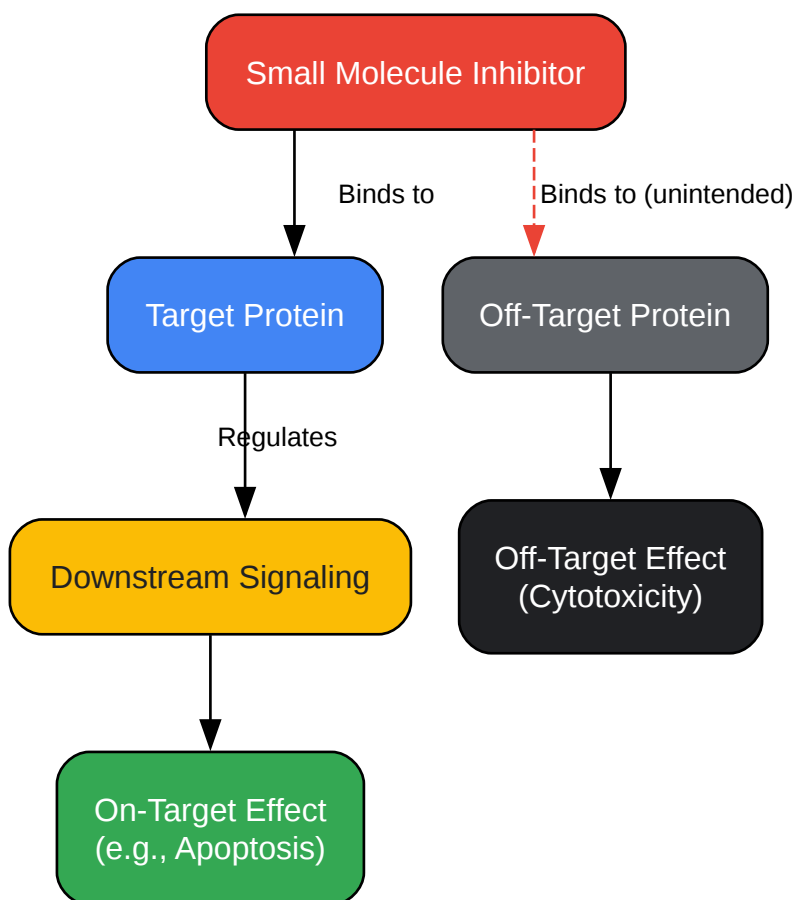 Small Molecule Inhibitor
Binds to
Binds to (unintended)
Target Protein
Off-Target Protein
Regulates
Downstream Signaling
Off-Target Effect
(Cytotoxicity)
On-Target Effect
(e.g., Apoptosis)